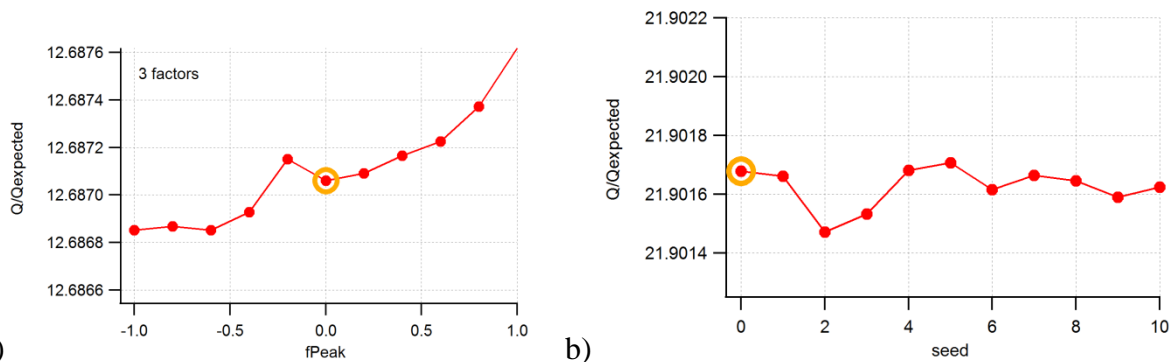 12.6876
12.6874
12.6872
12.6870
12.6868
12.6866
Q/Qexpected
3 factors
-1.0 -0.5 0.0 0.5 1.0
fPeak
)
b)
21.9022
21.9020
21.9018
21.9016
21.9014
Q/Qexpected
0 2 4 6 8 10
seed